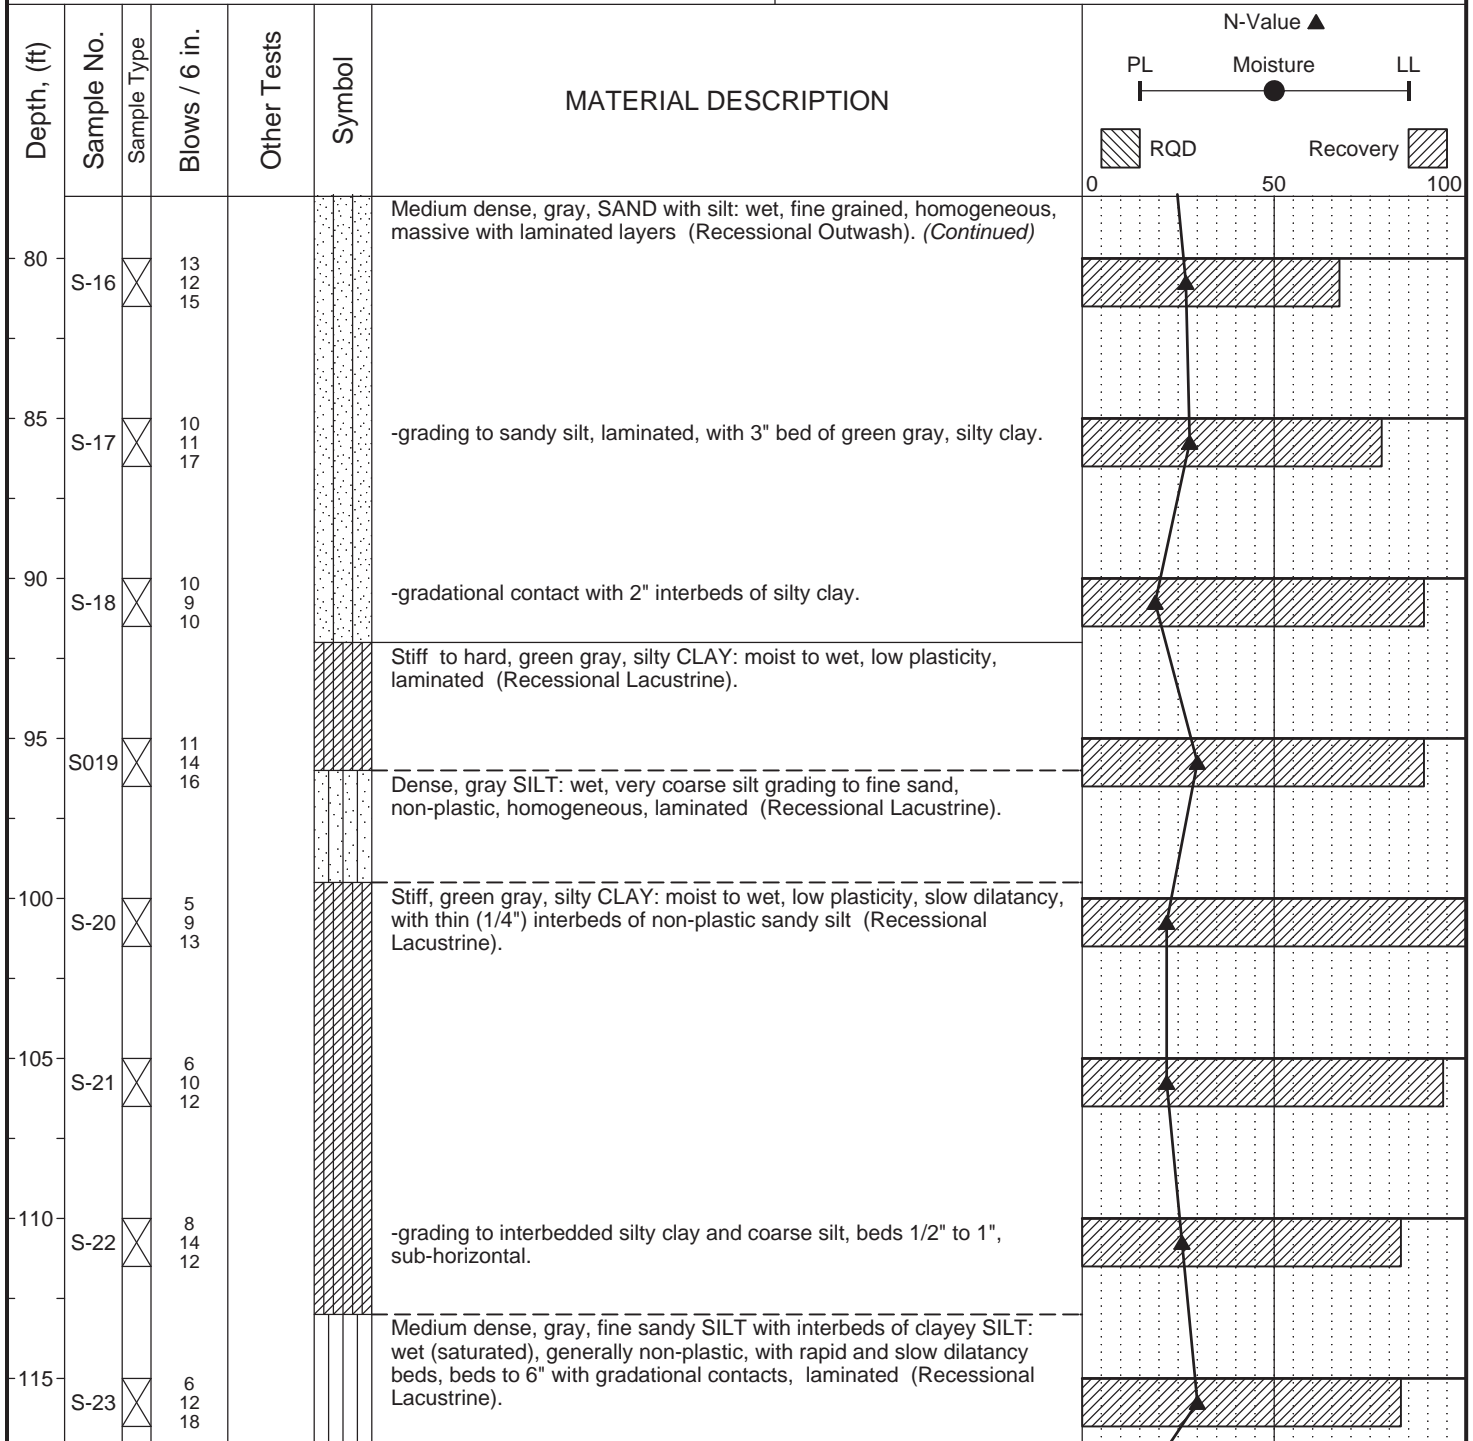 Depth, (ft)
Sample No.
Sample Type
Blows / 6 in.
Other Tests
Symbol
MATERIAL DESCRIPTION
N-Value
PL Moisture LL
RQD Recovery
0 50 100
Medium dense, gray, SAND with silt: wet, fine grained, homogeneous,
massive with laminated layers (Recessional Outwash). (Continued)
80
S-16
13
12
15
85
S-17
10
11
17
-grading to sandy silt, laminated, with 3" bed of green gray, silty clay.
90
S-18
10
9
10
-gradational contact with 2" interbeds of silty clay.
Stiff to hard, green gray, silty CLAY: moist to wet, low plasticity,
laminated (Recessional Lacustrine).
95
S019
11
14
16
Dense, gray SILT: wet, very coarse silt grading to fine sand,
non-plastic, homogeneous, laminated (Recessional Lacustrine).
100
S-20
5
9
13
Stiff, green gray, silty CLAY: moist to wet, low plasticity, slow dilatancy,
with thin (1/4") interbeds of non-plastic sandy silt (Recessional
Lacustrine).
105
S-21
6
10
12
110
S-22
8
14
12
-grading to interbedded silty clay and coarse silt, beds 1/2" to 1",
sub-horizontal.
Medium dense, gray, fine sandy SILT with interbeds of clayey SILT:
wet (saturated), generally non-plastic, with rapid and slow dilatancy
beds, beds to 6" with gradational contacts, laminated (Recessional
Lacustrine).
115
S-23
6
12
18